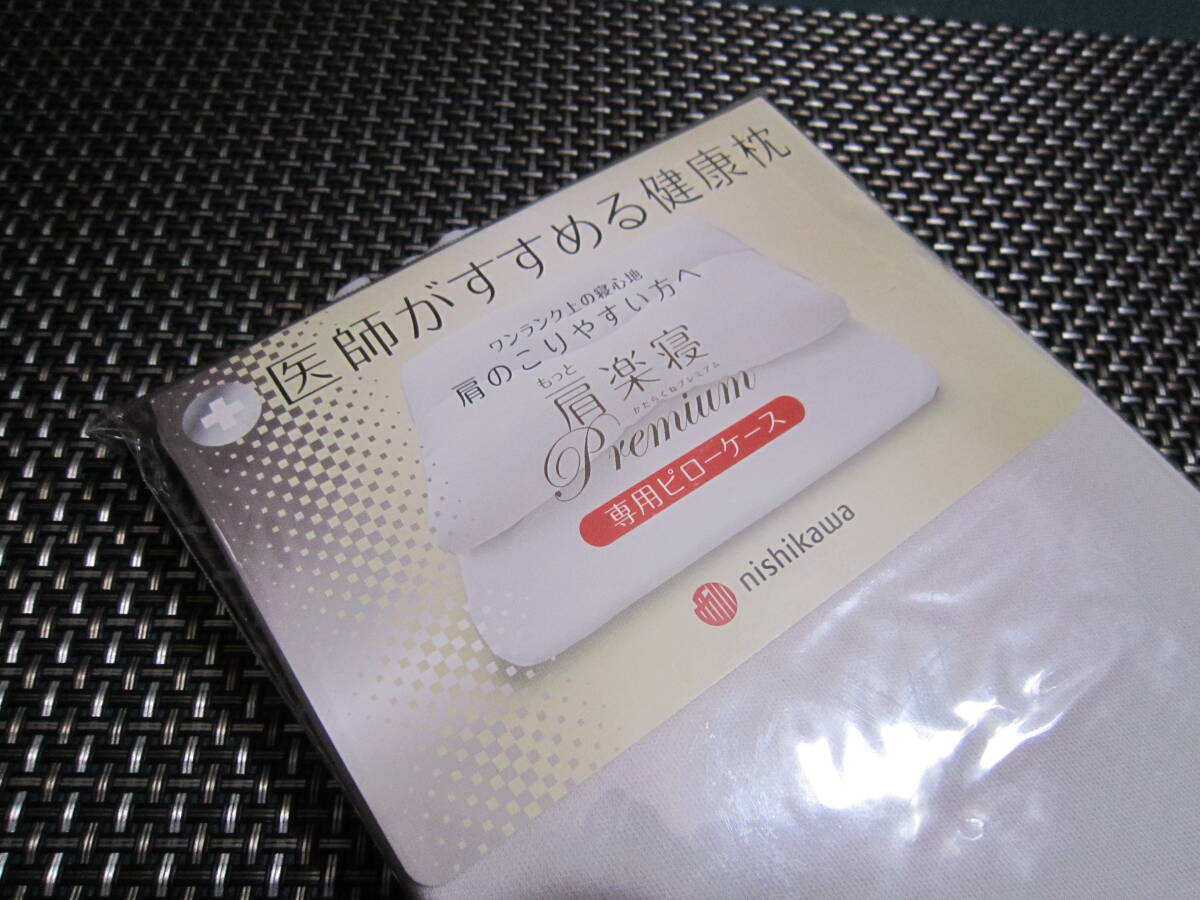 医師がすすめる健康枕
ワンランク上の寝心地
肩のこりやすい方へ
もっと
肩楽寝
かたらくねプレミアム
Premium
専用ピローケース
nishikawa